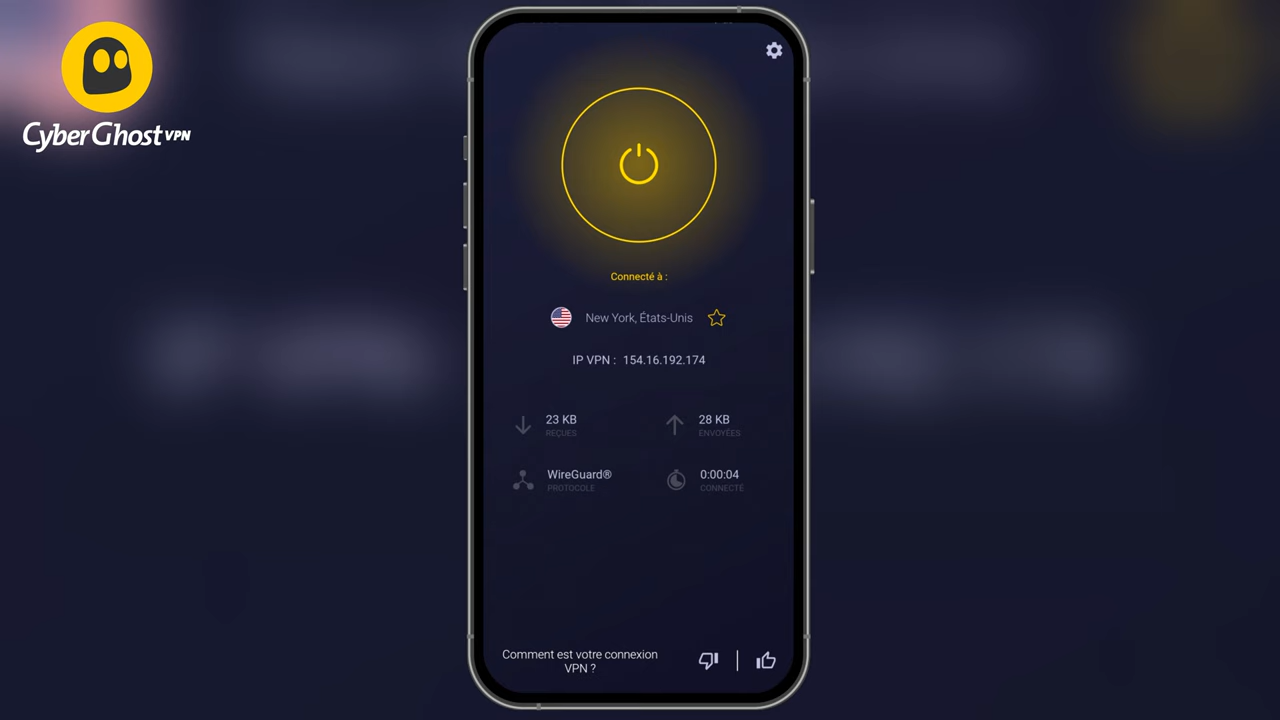 CyberGhost VPN
Connecté à :
New York, États-Unis
IP VPN : 154.16.192.174
23 KB
REÇUES
28 KB
ENVOYÉES
WireGuard®
PROTOCOLE
0:00:04
CONNECTÉ
Comment est votre connexion
VPN ?